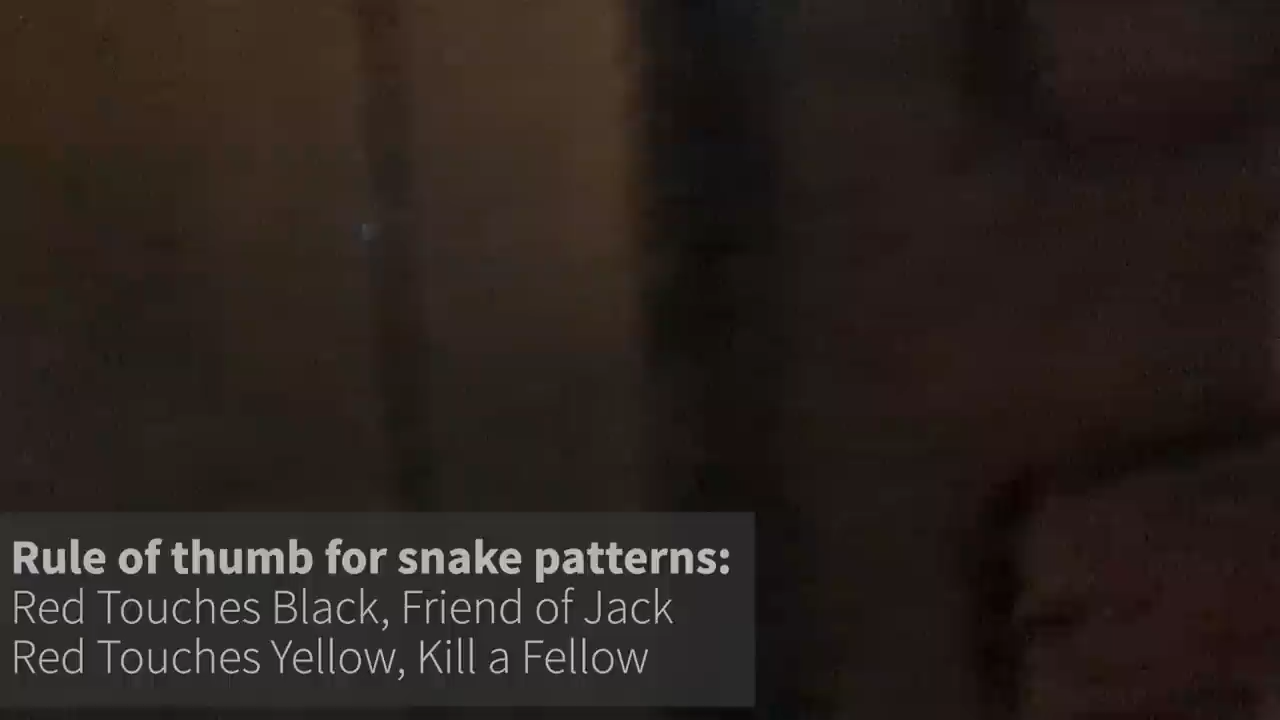 Rule of thumb for snake patterns:
Red Touches Black, Friend of Jack
Red Touches Yellow, Kill a Fellow